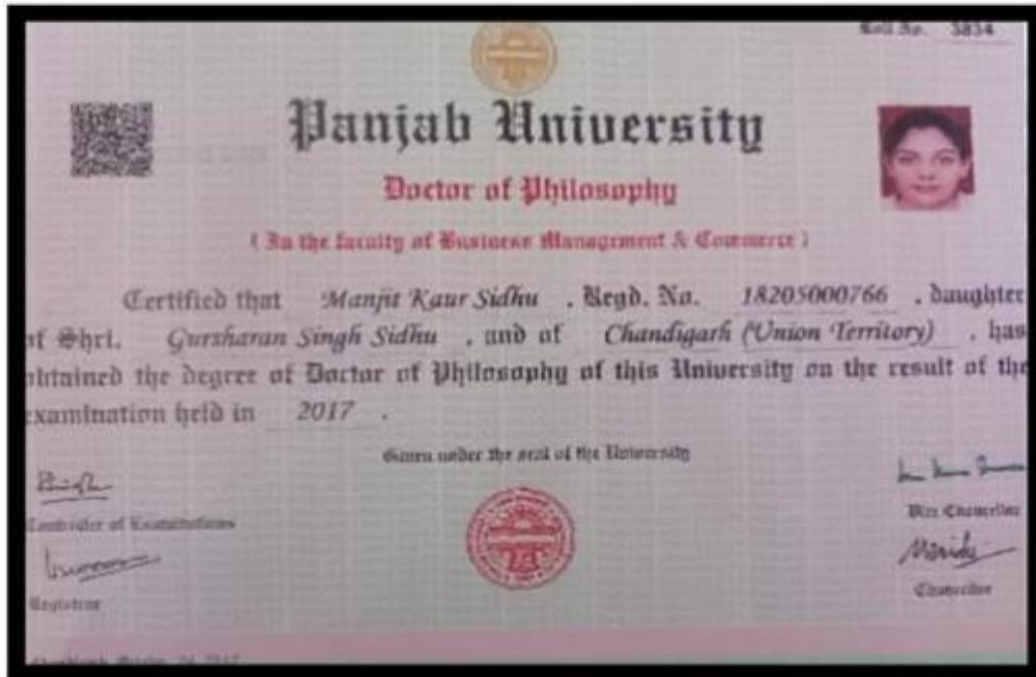 Roll No. 5834
Panjab University
Doctor of Philosophy
( In the faculty of Business Management & Commerce )
Certified that Manjit Kaur Sidhu , Regd. No. 18205000766 , daughter
of Shri. Gursharan Singh Sidhu , and of Chandigarh (Union Territory) , has
obtained the degree of Doctor of Philosophy of this University on the result of the
examination held in 2017 .
Given under the seal of the University
Controller of Examinations
Vice Chancellor
Registrar
Chancellor